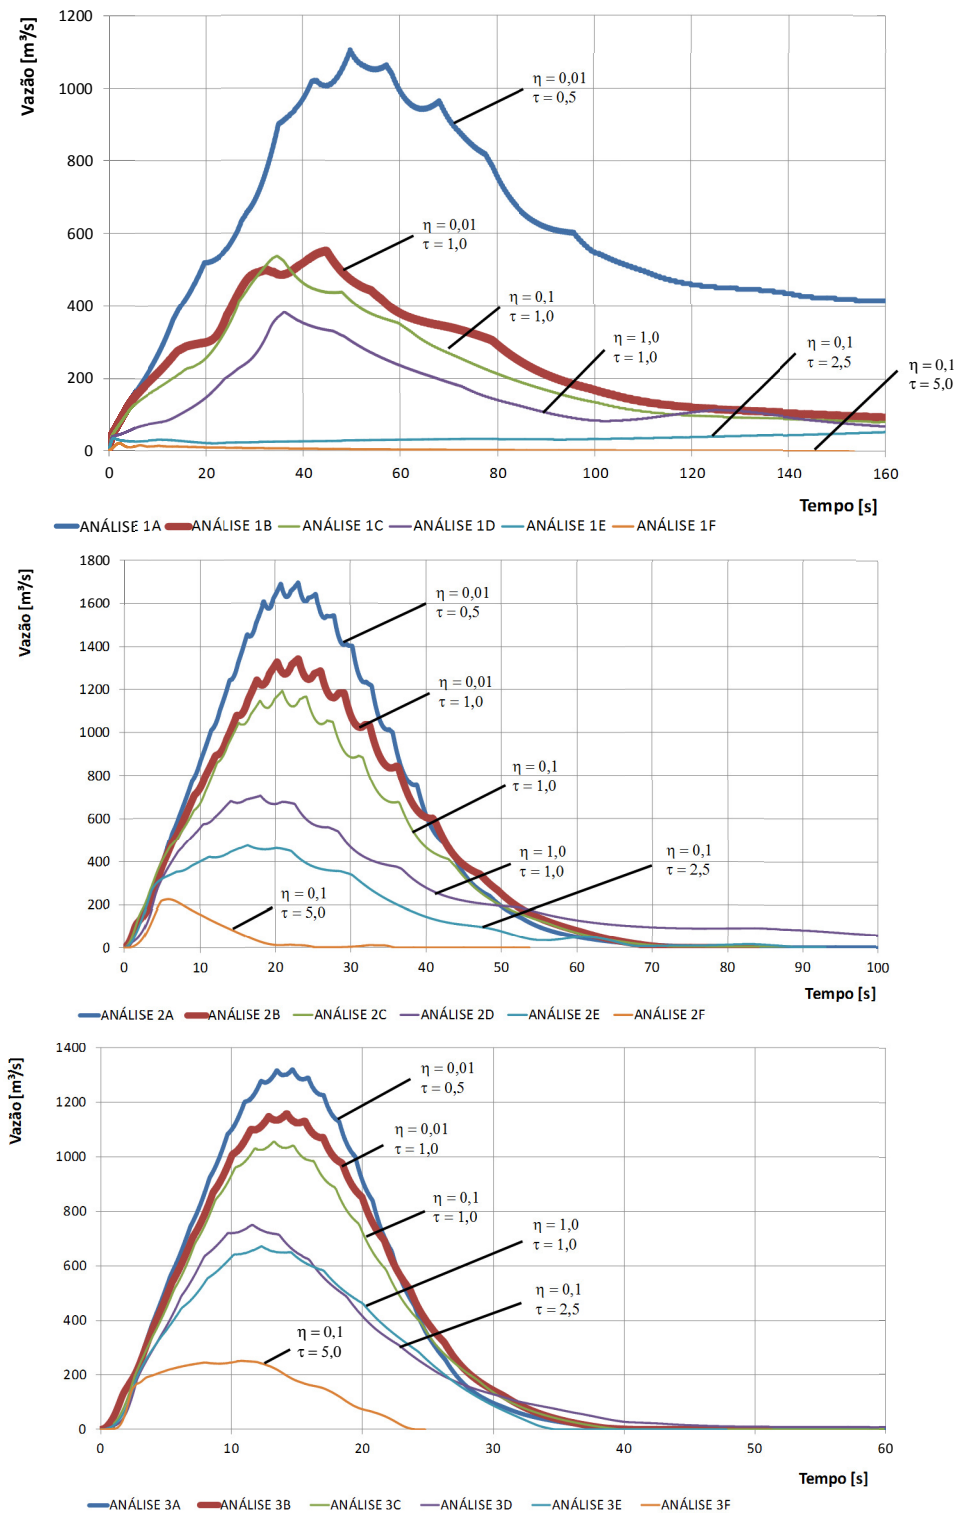 Vazão [m³/s]
1200
1000
800
600
400
200
0
0 20 40 60 80 100 120 140 160
η = 0,01
τ = 0,5
η = 0,01
τ = 1,0
η = 0,1
τ = 1,0
η = 1,0
τ = 1,0
η = 0,1
τ = 2,5
η = 0,1
τ = 5,0
Tempo [s]
ANÁLISE 1A ANÁLISE 1B ANÁLISE 1C ANÁLISE 1D ANÁLISE 1E ANÁLISE 1F
Vazão [m³/s]
1800
1600
1400
1200
1000
800
600
400
200
0
0 10 20 30 40 50 60 70 80 90 100
η = 0,01
τ = 0,5
η = 0,01
τ = 1,0
η = 0,1
τ = 1,0
η = 1,0
τ = 1,0
η = 0,1
τ = 2,5
η = 0,1
τ = 5,0
Tempo [s]
ANÁLISE 2A ANÁLISE 2B ANÁLISE 2C ANÁLISE 2D ANÁLISE 2E ANÁLISE 2F
Vazão [m³/s]
1400
1200
1000
800
600
400
200
0
0 10 20 30 40 50 60
η = 0,01
τ = 0,5
η = 0,01
τ = 1,0
η = 0,1
τ = 1,0
η = 1,0
τ = 1,0
η = 0,1
τ = 2,5
η = 0,1
τ = 5,0
Tempo [s]
ANÁLISE 3A ANÁLISE 3B ANÁLISE 3C ANÁLISE 3D ANÁLISE 3E ANÁLISE 3F